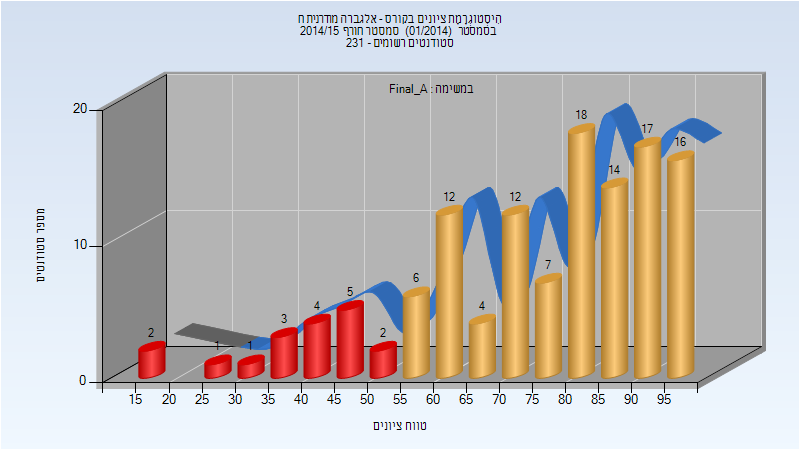 היסטוגרמת ציונים בקורס - אלגברה מודרנית ח
בסמסטר (01/2014) סמסטר חורף 2014/15
סטודנטים רשומים - 231
במשימה : Final_A
מספר סטודנטים
20
10
0
2
1
1
3
4
5
2
6
12
4
12
7
18
14
17
16
15 20 25 30 35 40 45 50 55 60 65 70 75 80 85 90 95
טווח ציונים